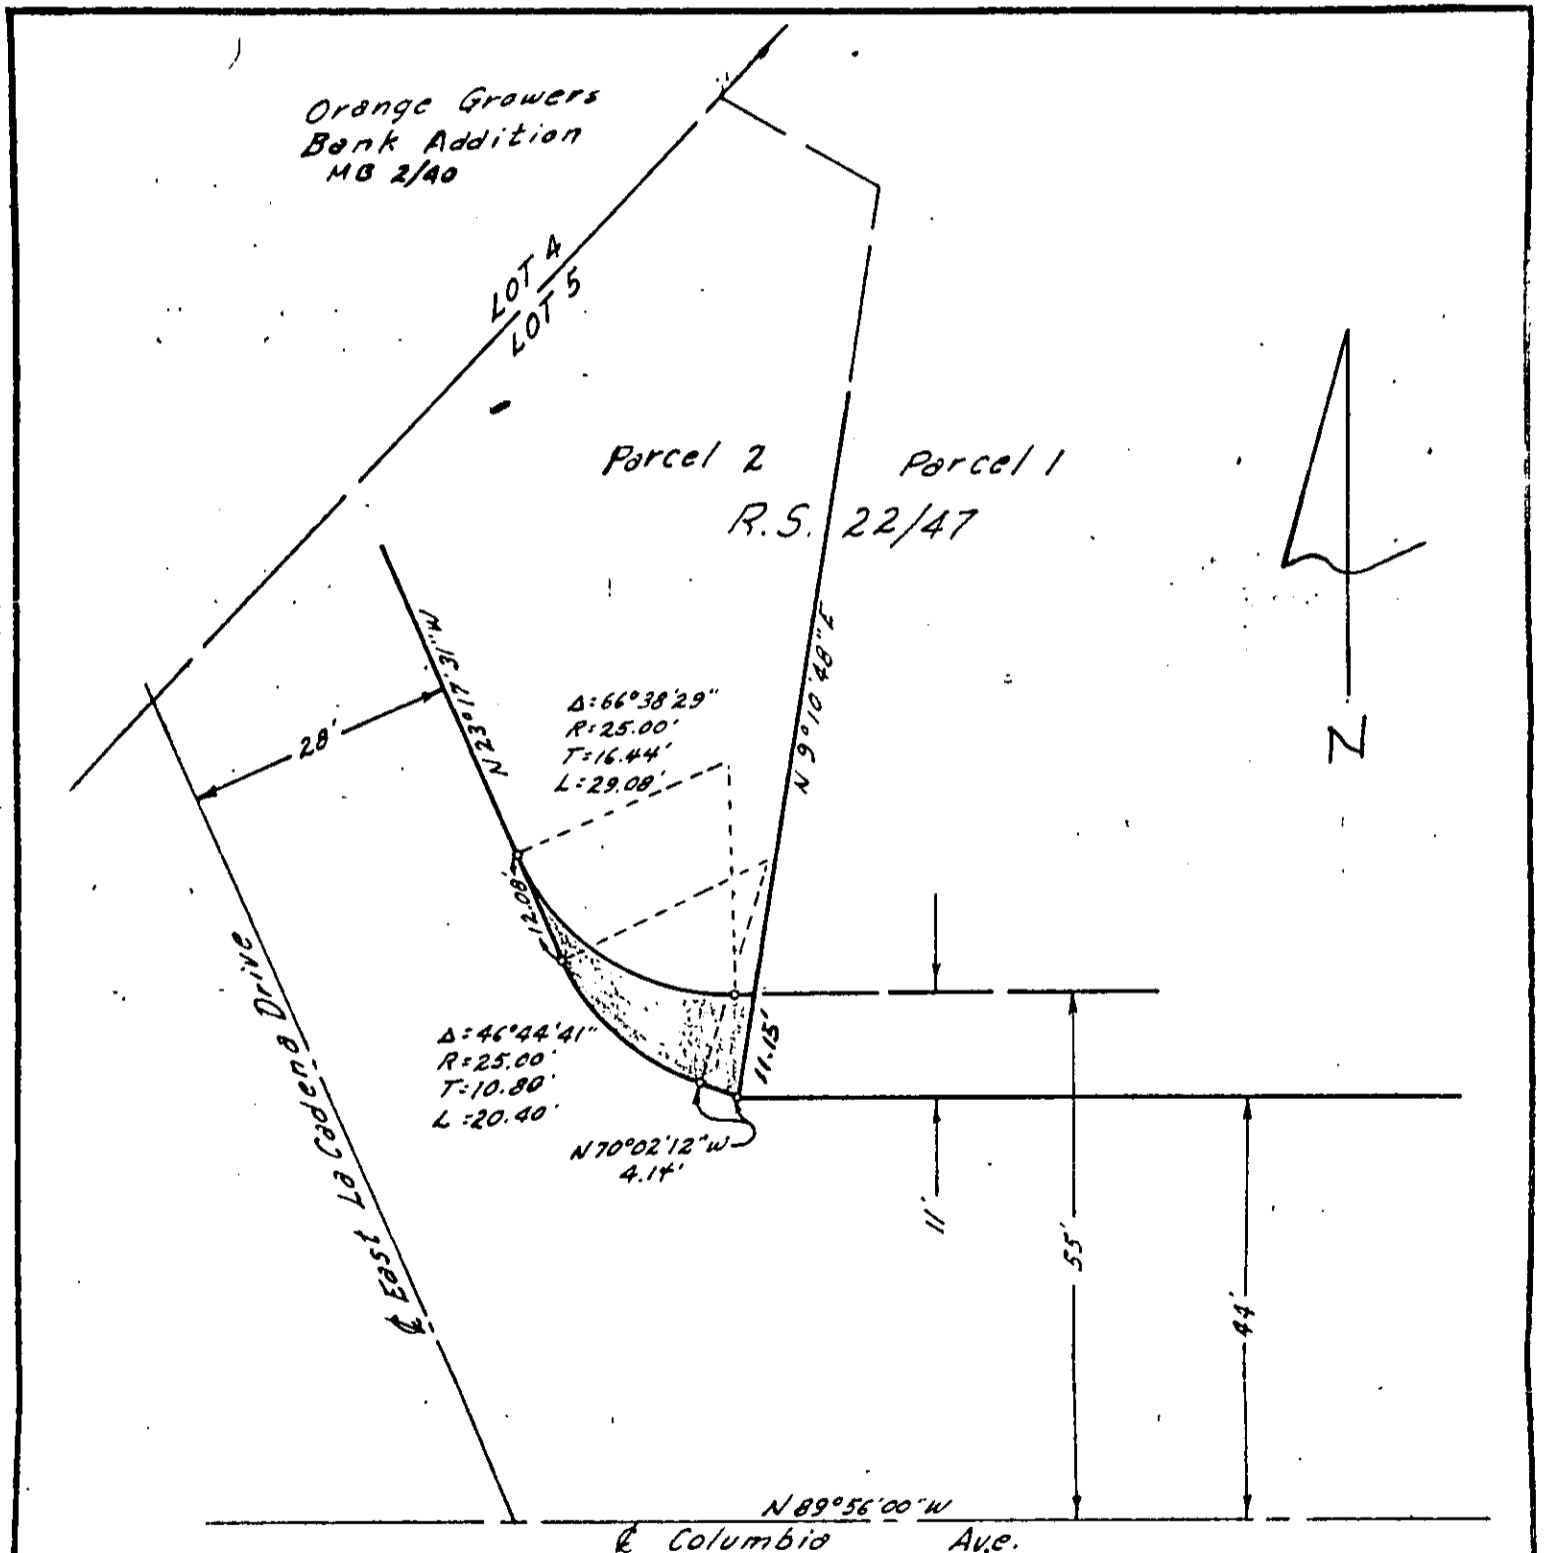 Orange Growers
Bank Addition
MB 2/40
LOT 4
LOT 5
Parcel 2
Parcel 1
R.S. 22/47
N 23°17'31"W
28'
Δ=66°38'29"
R=25.00'
T=16.44'
L=29.08'
N 9°10'48"E
N
12.08'
Δ=46°44'41"
R=25.00'
T=10.80'
L=20.40'
11.15'
N70°02'12"W
4.14'
℄ East La Cadena Drive
11'
55'
44'
N 89°56'00"W
℄ Columbia Ave.